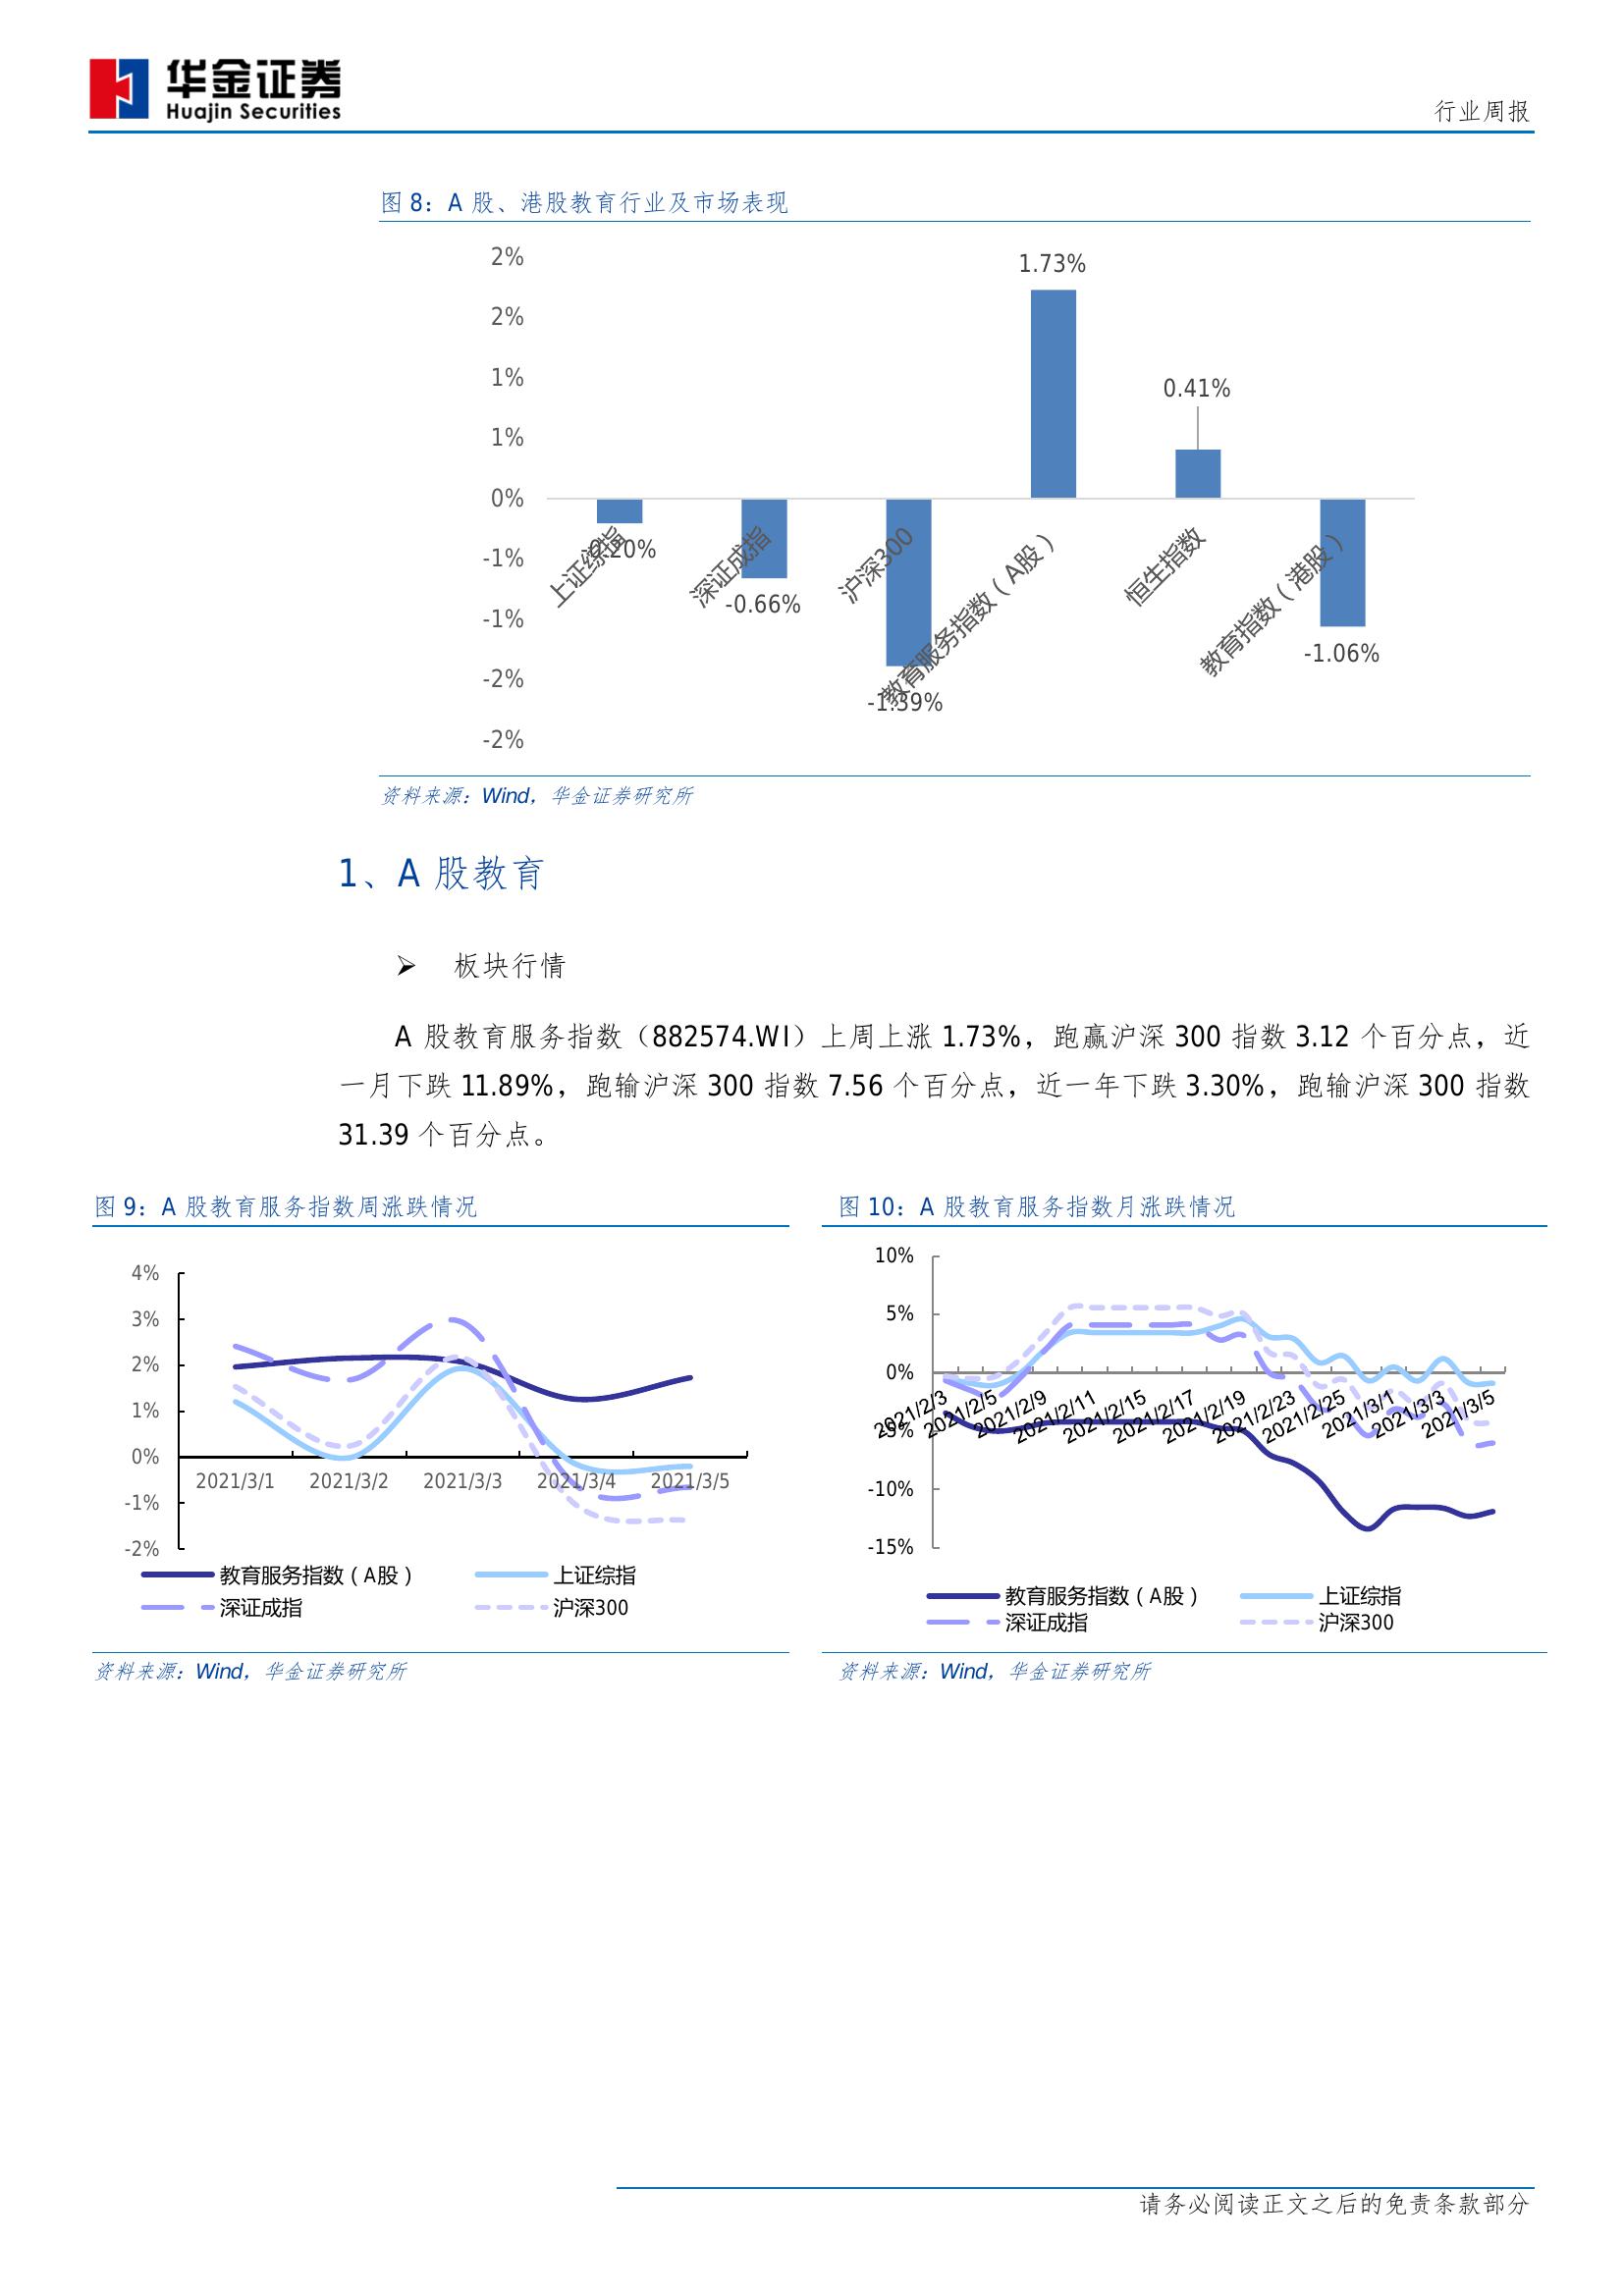 华金证券
Huajin Securities
行业周报
图 8：A 股、港股教育行业及市场表现
2%
2%
1%
1%
0%
-1%
-1%
-2%
-2%
1.73%
0.41%
-0.20%
-0.66%
-1.39%
-1.06%
上证综指
深证成指
沪深300
教育服务指数（A股）
恒生指数
教育指数（港股）
资料来源：Wind，华金证券研究所
1、A 股教育
➢ 板块行情
A 股教育服务指数（882574.WI）上周上涨 1.73%，跑赢沪深 300 指数 3.12 个百分点，近
一月下跌 11.89%，跑输沪深 300 指数 7.56 个百分点，近一年下跌 3.30%，跑输沪深 300 指数
31.39 个百分点。
图 9：A 股教育服务指数周涨跌情况
4%
3%
2%
1%
0%
-1%
-2%
2021/3/1
2021/3/2
2021/3/3
2021/3/4
2021/3/5
教育服务指数（A股）
上证综指
深证成指
沪深300
资料来源：Wind，华金证券研究所
图 10：A 股教育服务指数月涨跌情况
10%
5%
0%
-5%
-10%
-15%
2021/2/3
2021/2/5
2021/2/9
2021/2/11
2021/2/15
2021/2/17
2021/2/19
2021/2/23
2021/2/25
2021/3/1
2021/3/3
2021/3/5
教育服务指数（A股）
上证综指
深证成指
沪深300
资料来源：Wind，华金证券研究所
请务必阅读正文之后的免责条款部分